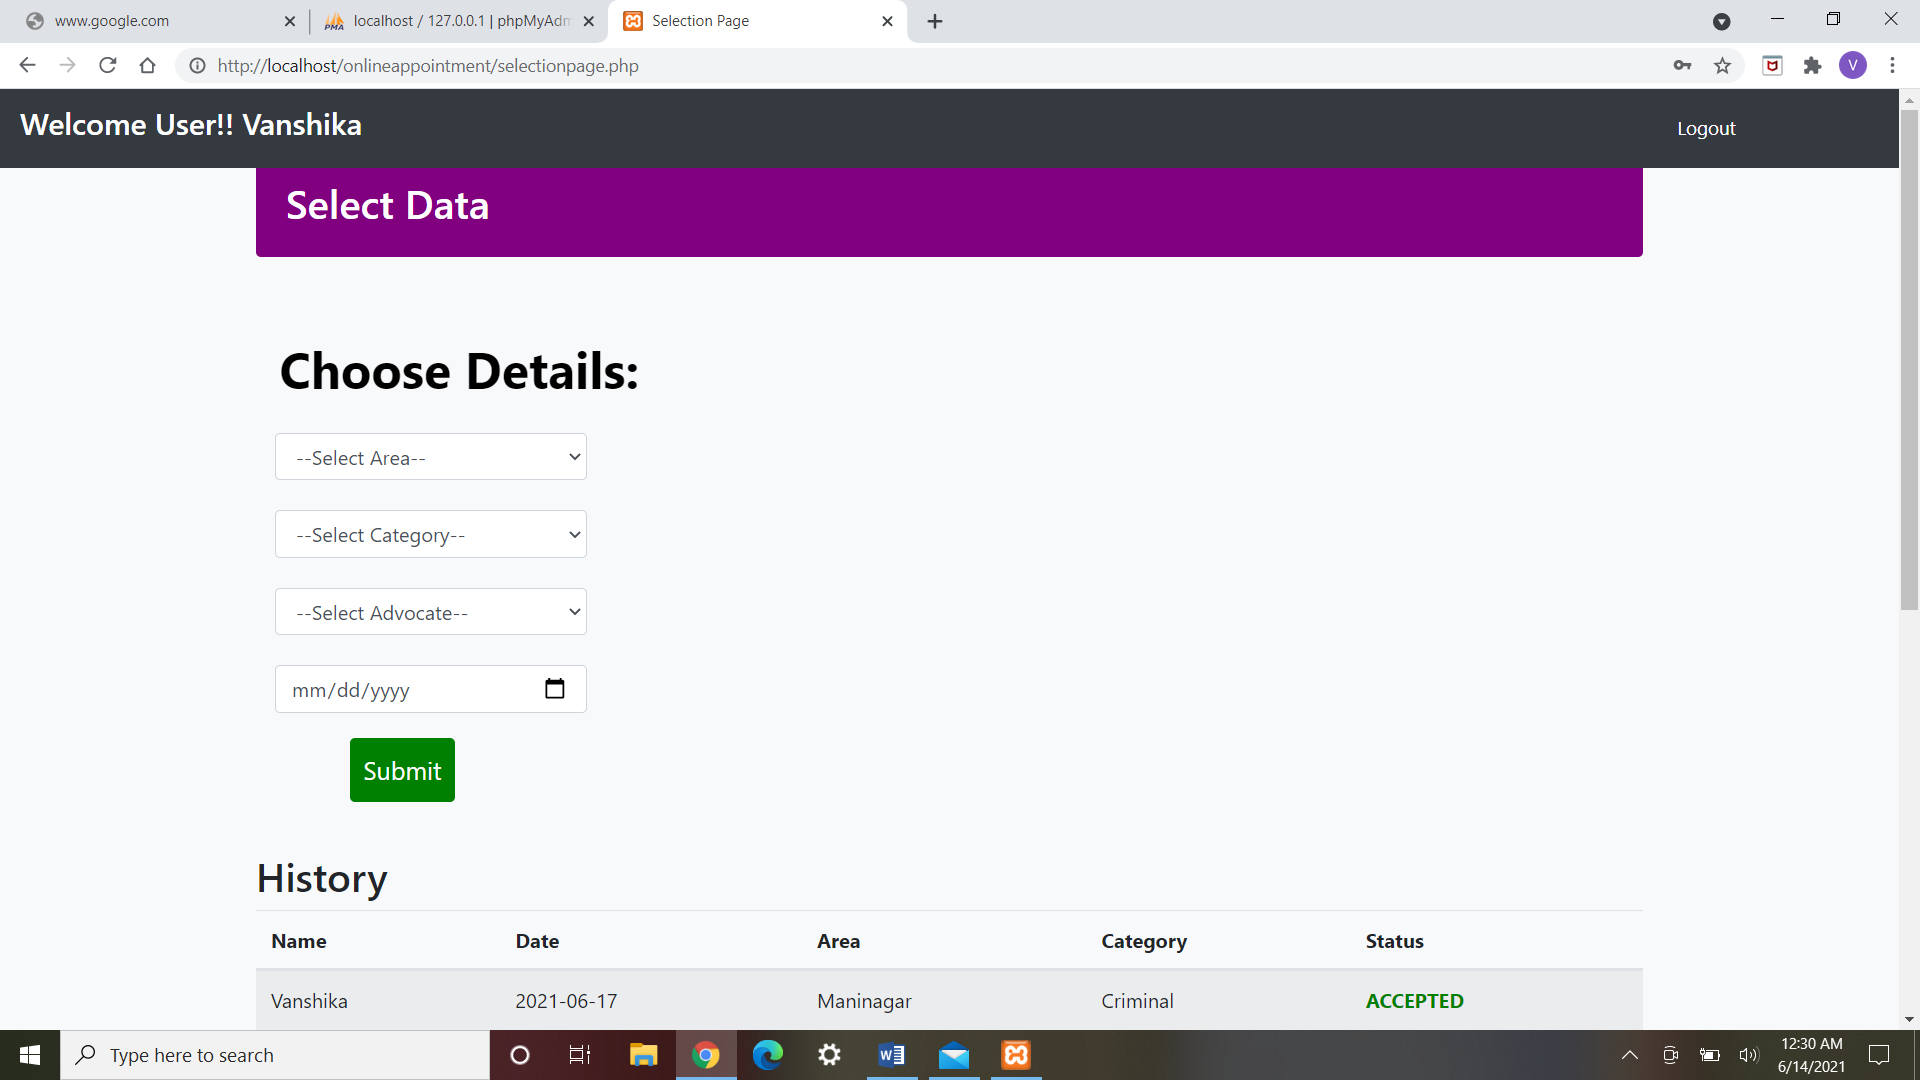 www.google.com
localhost / 127.0.0.1 | phpMyAdm
Selection Page
http://localhost/onlineappointment/selectionpage.php
V
Welcome User!! Vanshika
Logout
Select Data
Choose Details:
--Select Area--
--Select Category--
--Select Advocate--
mm/dd/yyyy
Submit
History
Name Date Area Category Status
Vanshika 2021-06-17 Maninagar Criminal ACCEPTED
Type here to search
12:30 AM
6/14/2021